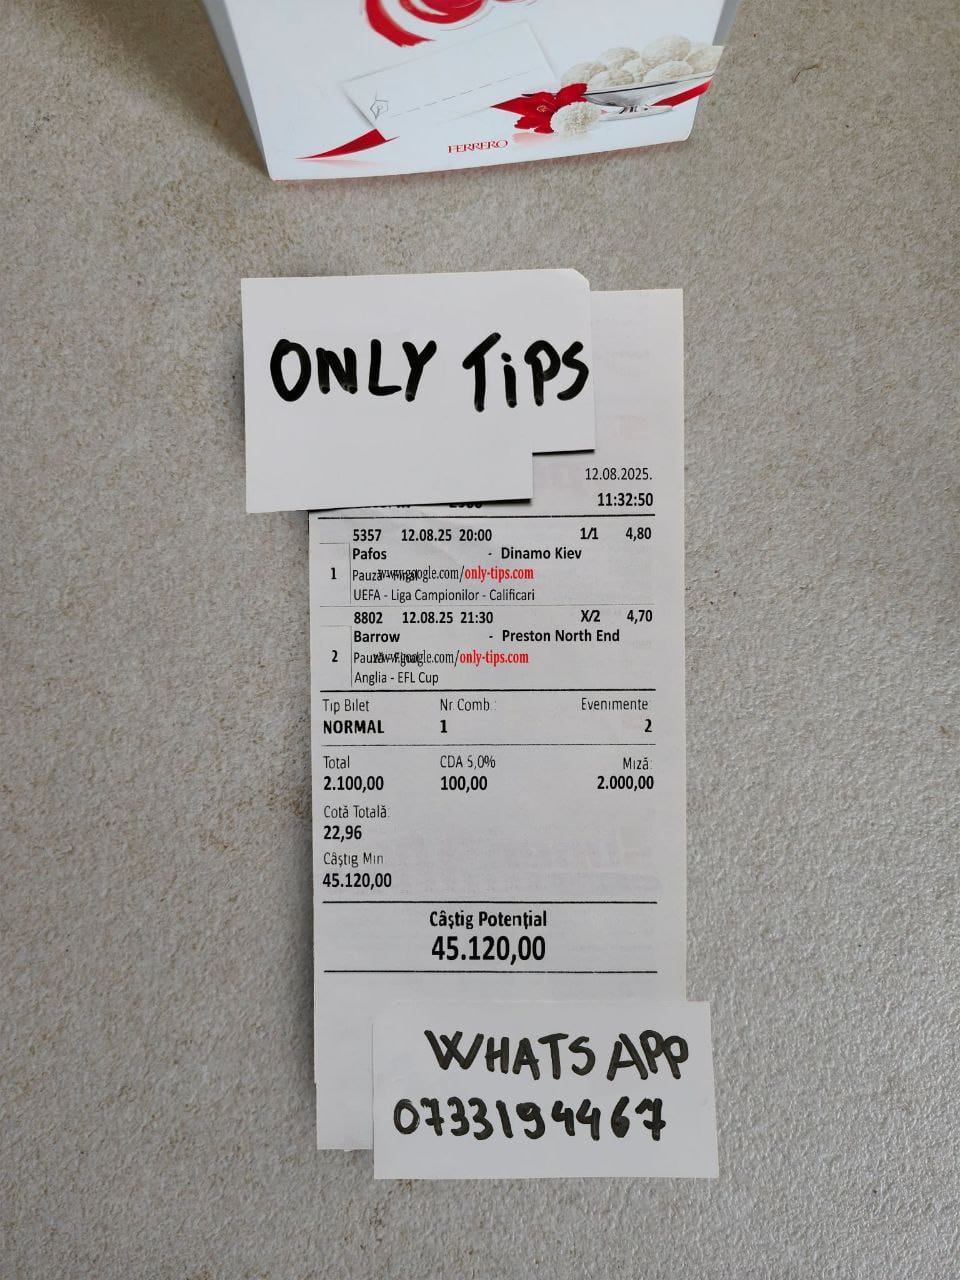 FERRERO
ONLY TiPS
12.08.2025.
11:32:50
5357 12.08.25 20:00 1/1 4,80
Pafos - Dinamo Kiev
1 www.google.com/only-tips.com
UEFA - Liga Campionilor - Calificari
8802 12.08.25 21:30 X/2 4,70
Barrow - Preston North End
2 www.google.com/only-tips.com
Anglia - EFL Cup
Tip Bilet Nr Comb.: Evenimente:
NORMAL 1 2
Total CDA 5,0% Miză:
2.100,00 100,00 2.000,00
Cotă Totală:
22,96
Câștig Min
45.120,00
Câștig Potențial
45.120,00
WHATSAPP
0733194467